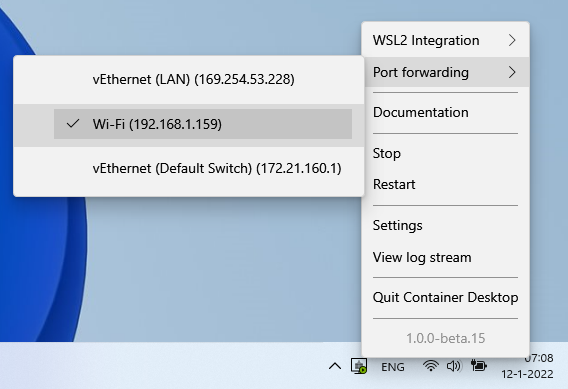 WSL2 Integration
Port forwarding
vEthernet (LAN) (169.254.53.228)
Wi-Fi (192.168.1.159)
vEthernet (Default Switch) (172.21.160.1)
Documentation
Stop
Restart
Settings
View log stream
Quit Container Desktop
1.0.0-beta.15
ENG
07:08
12-1-2022